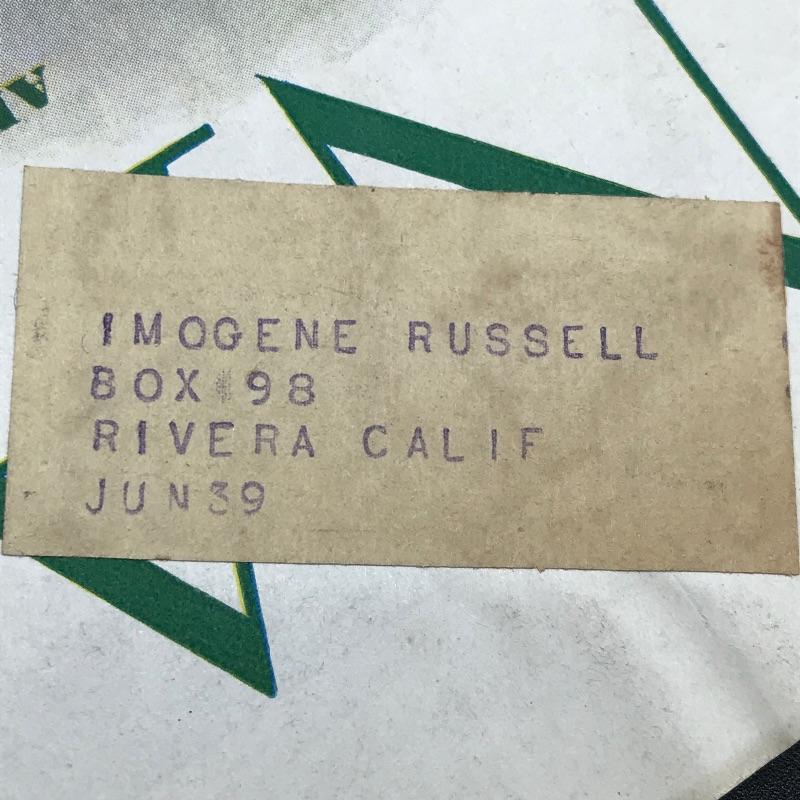 IMOGENE RUSSELL
BOX 98
RIVERA CALIF
JUN39